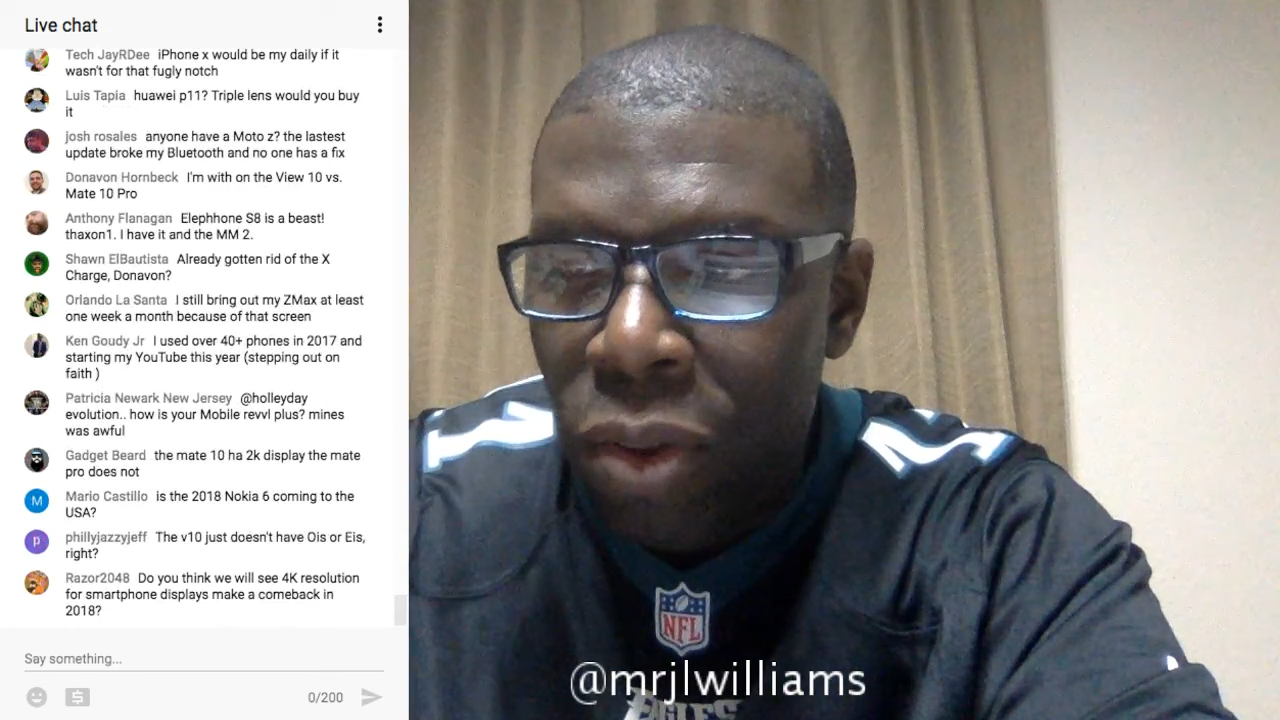 Live chat
Tech JayRDee iPhone x would be my daily if it
wasn't for that fugly notch
Luis Tapia huawei p11? Triple lens would you buy
it
josh rosales anyone have a Moto z? the lastest
update broke my Bluetooth and no one has a fix
Donavon Hornbeck I'm with on the View 10 vs.
Mate 10 Pro
Anthony Flanagan Elephhone S8 is a beast!
thaxon1. I have it and the MM 2.
Shawn ElBautista Already gotten rid of the X
Charge, Donavon?
Orlando La Santa I still bring out my ZMax at least
one week a month because of that screen
Ken Goudy Jr I used over 40+ phones in 2017 and
starting my YouTube this year (stepping out on
faith )
Patricia Newark New Jersey @holleyday
evolution.. how is your Mobile revvl plus? mines
was awful
Gadget Beard the mate 10 ha 2k display the mate
pro does not
M
Mario Castillo is the 2018 Nokia 6 coming to the
USA?
p
phillyjazzyjeff The v10 just doesn't have Ois or Eis,
right?
Razor2048 Do you think we will see 4K resolution
for smartphone displays make a comeback in
2018?
Say something...
$
0/200
NFL
@mrjlwilliams
EAGLES